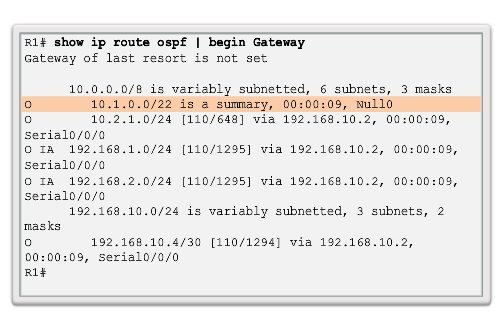 R1# show ip route ospf | begin Gateway
Gateway of last resort is not set
10.0.0.0/8 is variably subnetted, 6 subnets, 3 masks
O 10.1.0.0/22 is a summary, 00:00:09, Null0
O 10.2.1.0/24 [110/648] via 192.168.10.2, 00:00:09,
Serial0/0/0
O IA 192.168.1.0/24 [110/1295] via 192.168.10.2, 00:00:09,
Serial0/0/0
O IA 192.168.2.0/24 [110/1295] via 192.168.10.2, 00:00:09,
Serial0/0/0
192.168.10.0/24 is variably subnetted, 3 subnets, 2
masks
O 192.168.10.4/30 [110/1294] via 192.168.10.2,
00:00:09, Serial0/0/0
R1#